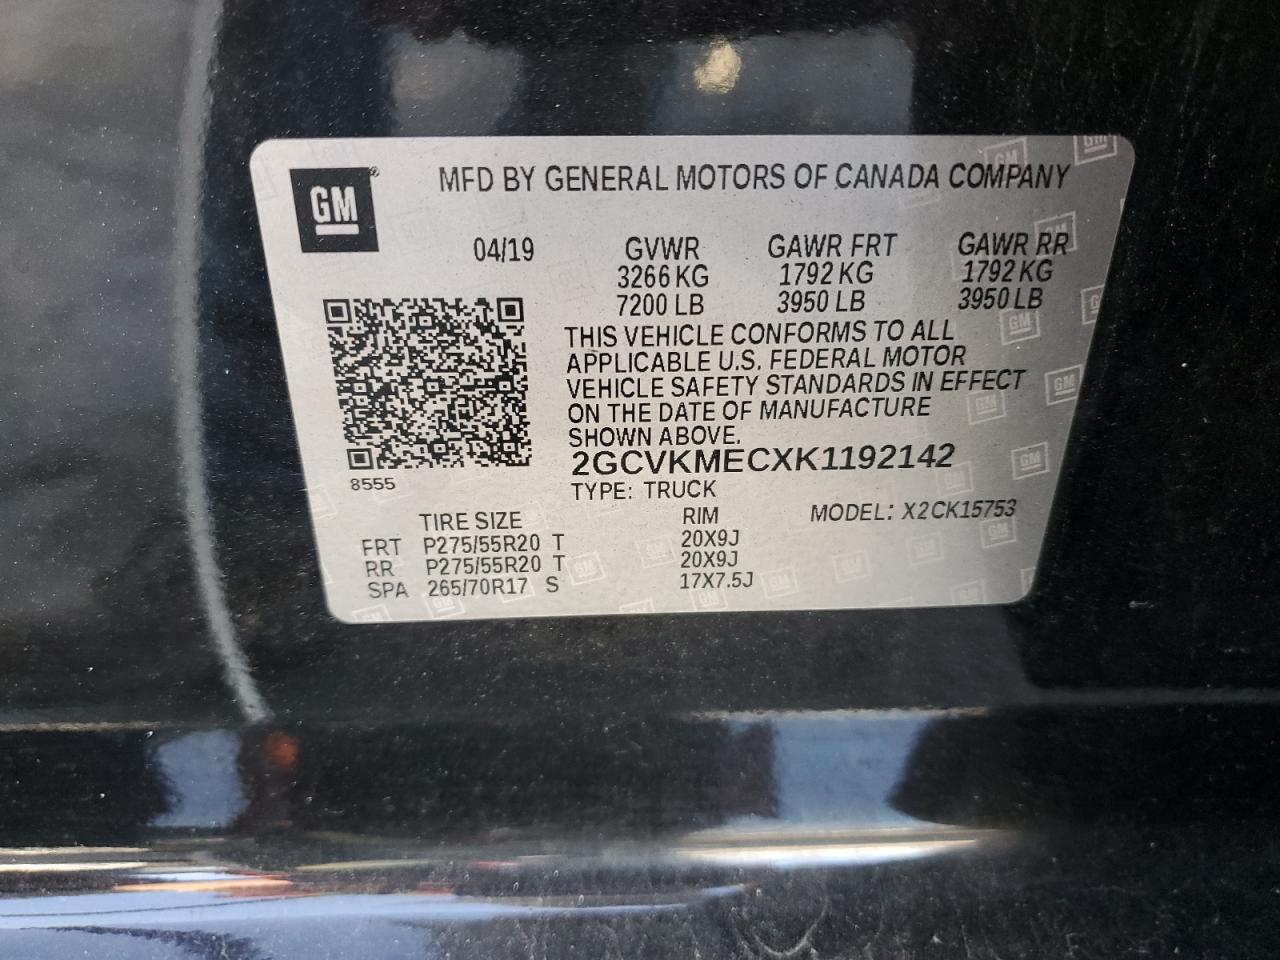 GM®
MFD BY GENERAL MOTORS OF CANADA COMPANY
04/19 GVWR GAWR FRT GAWR RR
3266 KG 1792 KG 1792 KG
7200 LB 3950 LB 3950 LB
THIS VEHICLE CONFORMS TO ALL
APPLICABLE U.S. FEDERAL MOTOR
VEHICLE SAFETY STANDARDS IN EFFECT
ON THE DATE OF MANUFACTURE
SHOWN ABOVE.
2GCVKMECXK1192142
8555
TYPE: TRUCK
MODEL: X2CK15753
TIRE SIZE RIM
FRT P275/55R20 T 20X9J
RR P275/55R20 T 20X9J
SPA 265/70R17 S 17X7.5J